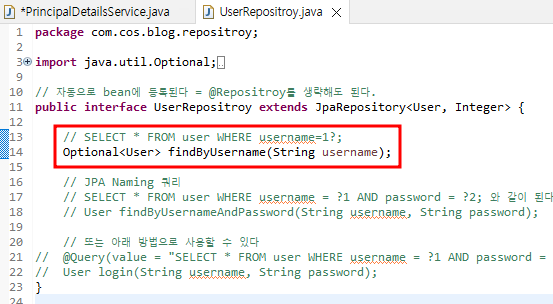 *PrincipalDetailsService.java
UserRepositroy.java
1 package com.cos.blog.repositroy;
2
3 import java.util.Optional;
9
10 // 자동으로 bean에 등록된다 = @Repositroy를 생략해도 된다.
11 public interface UserRepositroy extends JpaRepository<User, Integer> {
12
13 // SELECT * FROM user WHERE username=1?;
14 Optional<User> findByUsername(String username);
15
16 // JPA Naming 쿼리
17 // SELECT * FROM user WHERE username = ?1 AND password = ?2; 와 같이 된다
18 // User findByUsernameAndPassword(String username, String password);
19
20 // 또는 아래 방법으로 사용할 수 있다
21 // @Query(value = "SELECT * FROM user WHERE username = ?1 AND password =
22 // User login(String username, String password);
23 }
24